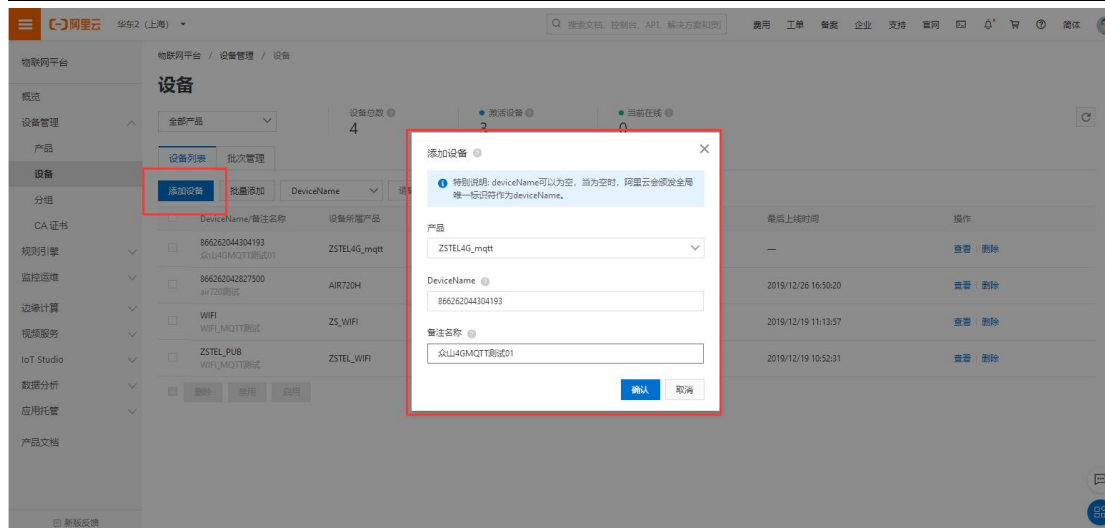 阿里云
华东2（上海）
搜索文档、控制台、API、解决方案和资
费用 工单 备案 企业 支持 官网 简体
物联网平台
物联网平台 / 设备管理 / 设备
设备
概览
设备管理
产品
设备
分组
CA 证书
规则引擎
监控运维
边缘计算
视频服务
IoT Studio
数据分析
应用托管
产品文档
新版反馈
全部产品
设备总数
4
激活设备
3
当前在线
0
设备列表 批次管理
添加设备 批量添加 DeviceName
DeviceName/备注名称 设备所属产品 最后上线时间 操作
866262044304193 ZSTEL4G_mqtt — 查看 删除
众山4GMQTT测试01
866262042827500 AIR720H 2019/12/26 16:50:20 查看 删除
air720测试
WIFI ZS_WIFI 2019/12/19 11:13:57 查看 删除
WIFI_MQTT测试
ZSTEL_PUB ZSTEL_WIFI 2019/12/19 10:52:31 查看 删除
WIFI_MQTT测试
删除 禁用 启用
添加设备
特别说明: deviceName可以为空，当为空时，阿里云会颁发全局
唯一标识符作为deviceName。
产品
ZSTEL4G_mqtt
DeviceName
866262044304193
备注名称
众山4GMQTT测试01
确认 取消